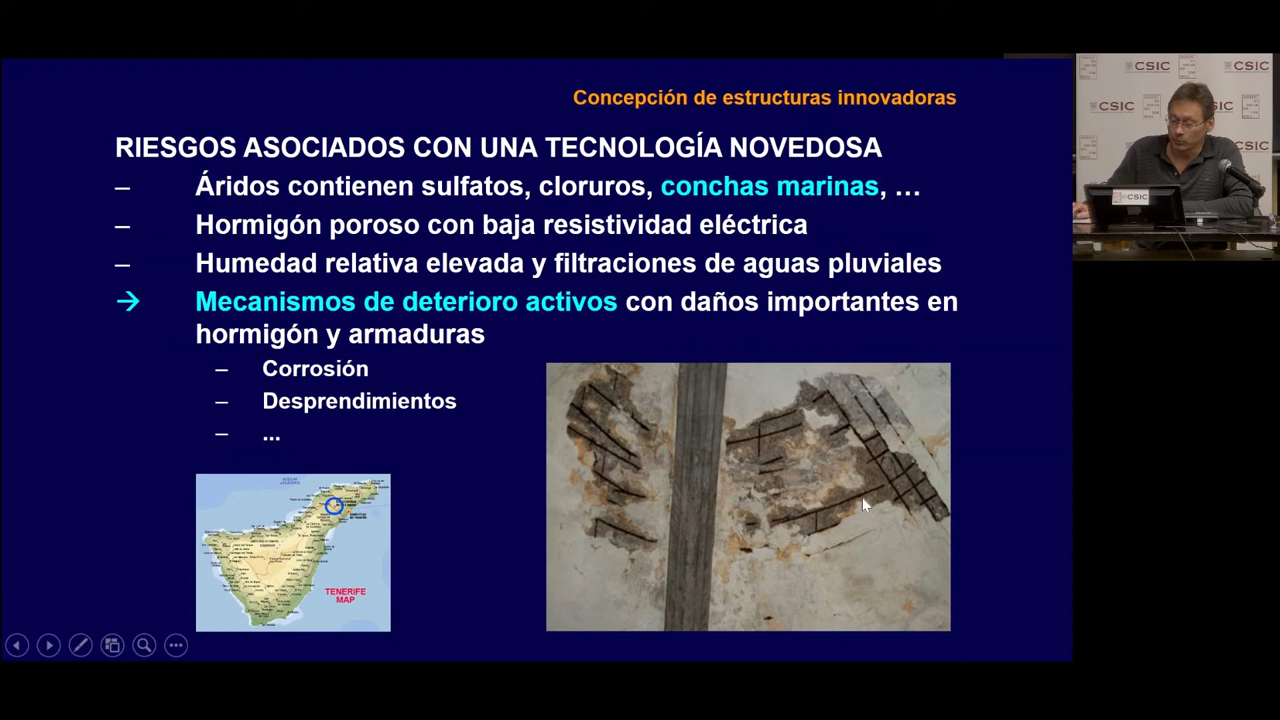 Concepción de estructuras innovadoras
RIESGOS ASOCIADOS CON UNA TECNOLOGÍA NOVEDOSA
– Áridos contienen sulfatos, cloruros, conchas marinas, ...
– Hormigón poroso con baja resistividad eléctrica
– Humedad relativa elevada y filtraciones de aguas pluviales
→ Mecanismos de deterioro activos con daños importantes en
hormigón y armaduras
– Corrosión
– Desprendimientos
– ...
TENERIFE
MAP
CSIC
CSIC
CSIC
CSIC
CSIC
CSIC